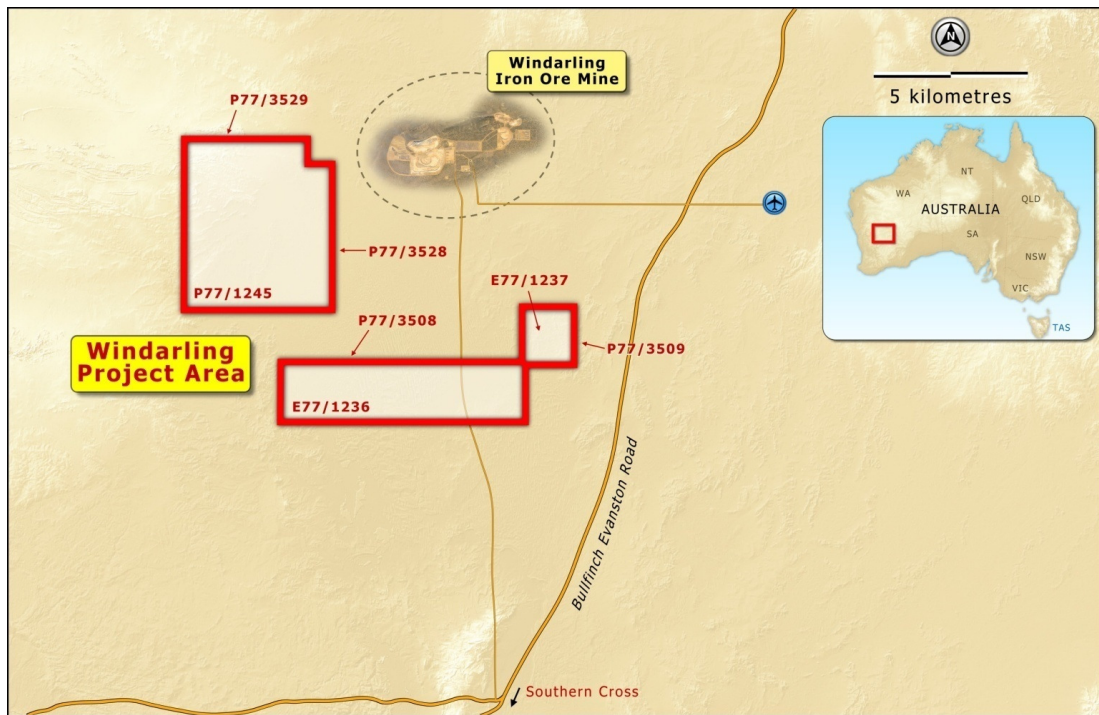 Windarling
Iron Ore Mine
N
5 kilometres
P77/3529
P77/3528
P77/1245
E77/1237
P77/3508
P77/3509
Windarling
Project Area
E77/1236
Bullfinch Evanston Road
Southern Cross
NT
WA
QLD
AUSTRALIA
SA
NSW
VIC
TAS